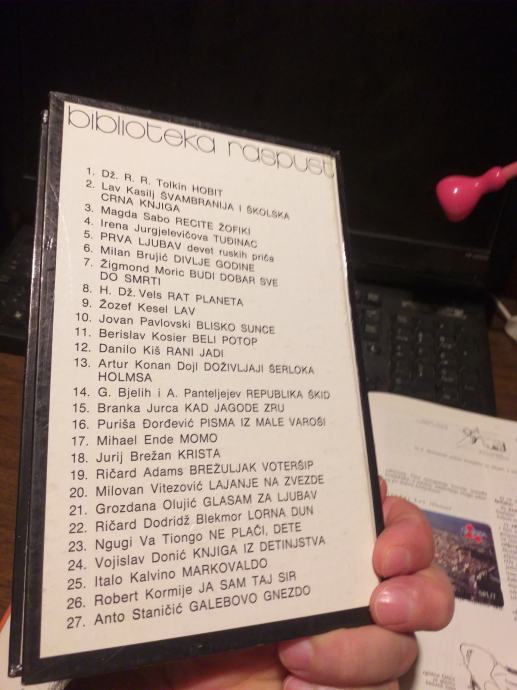 biblioteka raspust
1. Dž. R. R. Tolkin HOBIT
2. Lav Kasilj ŠVAMBRANIJA I ŠKOLSKA
CRNA KNJIGA
3. Magda Sabo RECITE ŽOFIKI
4. Irena Jurgjelevičova TUĐINAC
5. PRVA LJUBAV devet ruskih priča
6. Milan Brujić DIVLJE GODINE
7. Žigmond Moric BUDI DOBAR SVE
DO SMRTI
8. H. Dž. Vels RAT PLANETA
9. Žozef Kesel LAV
10. Jovan Pavlovski BLISKO SUNCE
11. Berislav Kosier BELI POTOP
12. Danilo Kiš RANI JADI
13. Artur Konan Dojl DOŽIVLJAJI ŠERLOKA
HOLMSA
14. G. Bjelih i A. Panteljejev REPUBLIKA ŠKID
15. Branka Jurca KAD JAGODE ZRU
16. Puriša Đorđević PISMA IZ MALE VAROŠI
17. Mihael Ende MOMO
18. Jurij Brežan KRISTA
19. Ričard Adams BREŽULJAK VOTERŠIP
20. Milovan Vitezović LAJANJE NA ZVEZDE
21. Grozdana Olujić GLASAM ZA LJUBAV
22. Ričard Dodridž Blekmor LORNA DUN
23. Ngugi Va Tiongo NE PLAČI, DETE
24. Vojislav Donić KNJIGA IZ DETINJSTVA
25. Italo Kalvino MARKOVALDO
26. Robert Kormije JA SAM TAJ SIR
27. Anto Staničić GALEBOVO GNEZDO